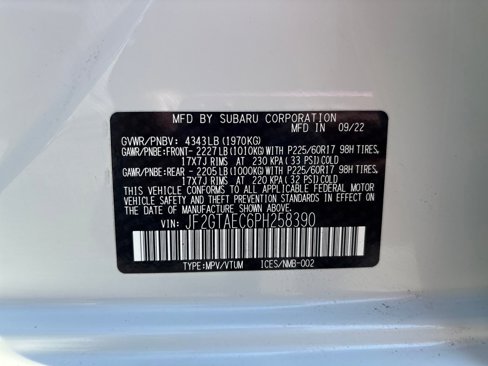 MFD BY SUBARU CORPORATION
GVWR/PNBV: 4343LB (1970KG) 09/22
GAWR/PNBE:FRONT- 2227LB (1010KG) WITH P225/60R17 98H TIRES,
17X7J RIMS AT 230 KPA ( 33 PSI) COLD
GAWR/PNBE:REAR - 2205LB (1000KG) WITH P225/60R17 98H TIRES,
17X7J RIMS AT 220 KPA ( 32 PSI) COLD
THIS VEHICLE CONFORMS TO ALL APPLICABLE FEDERAL MOTOR
VEHICLE SAFETY AND THEFT PREVENTION STANDARDS IN EFFECT
ON THE DATE OF MANUFACTURE SHOWN ABOVE.
VIN: JF2GTAEC6PH258390
TYPE:MPV/VTUM ICES/NMB-002